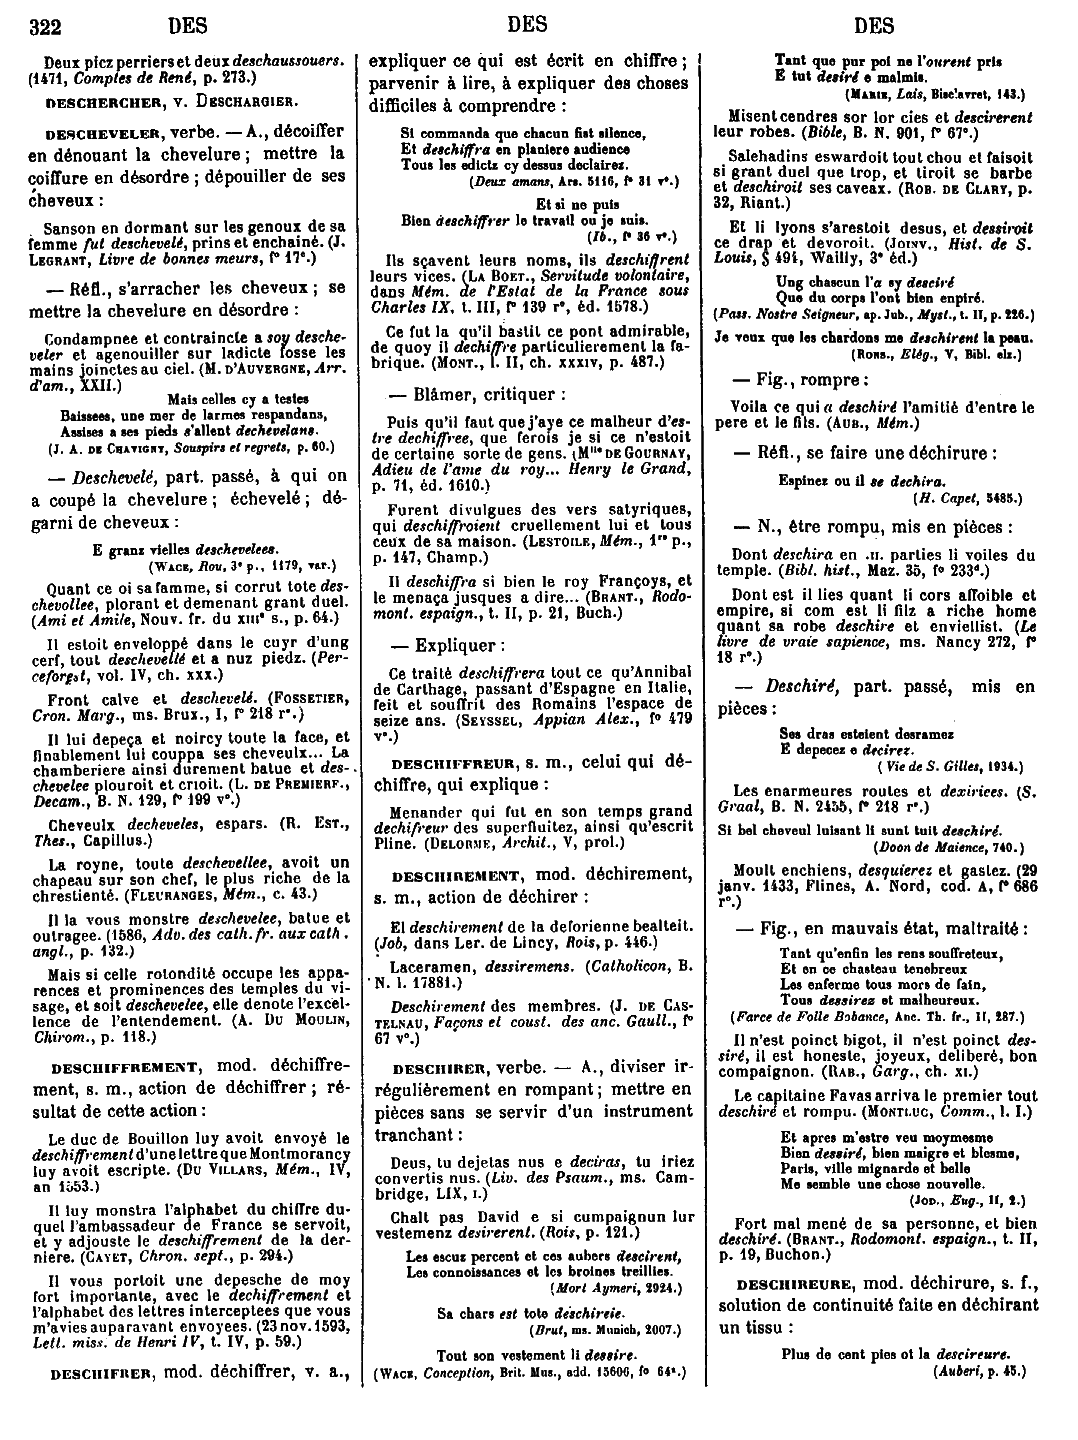 322 DES DES DES
Deux picz perriers et deux deschaussouers.
(1471, Comptes de René, p. 273.)
DESCHERCHER, v. DESCHARGIER.
DESCHEVELER, verbe. — A., décoiffer
en dénouant la chevelure ; mettre la
coiffure en désordre ; dépouiller de ses
cheveux :
Sanson en dormant sur les genoux de sa
femme fut deschevelé, prins et enchainé. (J.
LEGRANT, Livre de bonnes meurs, f° 17ᵃ.)
— Réfl., s'arracher les cheveux ; se
mettre la chevelure en désordre :
Condampnee et contraincte a soy desche-
veler et agenouiller sur ladicte fosse les
mains joinctes au ciel. (M. D'AUVERGNE, Arr.
d'am., XXII.)
Mais celles cy a testes
Baissees, une mer de larmes respandans,
Assises a ses pieds s'allent dechevelans.
(J. A. DE CHAVIGNY, Souspirs et regrets, p. 60.)
— Deschevelé, part. passé, à qui on
a coupé la chevelure ; échevelé ; dé-
garni de cheveux :
E granz vielles deschevelees.
(WACE, Rou, 3ᵉ p., 1179, var.)
Quant ce oi sa famme, si corrut tote des-
chevollee, plorant et demenant grant duel.
(Ami et Amile, Nouv. fr. du XIIIᵉ s., p. 64.)
Il estoit enveloppé dans le cuyr d'ung
cerf, tout deschevellé et a nuz piedz. (Per-
ceforest, vol. IV, ch. XXX.)
Front calve et deschevelé. (FOSSETIER,
Cron. Marg., ms. Brux., I, f° 218 r°.)
Il lui depeça et noircy toute la face, et
finablement lui couppa ses cheveulx... La
chamberiere ainsi durement batue et des-
chevelee plouroit et crioit. (L. DE PREMIERF.,
Decam., B. N. 129, f° 199 v°.)
Cheveulx decheveles, espars. (R. EST.,
Thes., Capillus.)
La royne, toute deschevellee, avoit un
chapeau sur son chef, le plus riche de la
chrestienté. (FLEURANGES, Mém., c. 43.)
Il la vous monstre deschevelee, batue et
outragee. (1586, Adv. des cath. fr. aux cath.
angl., p. 132.)
Mais si celle rotondité occupe les appa-
rences et prominences des temples du vi-
sage, et soit deschevelee, elle denote l'excel-
lence de l'entendement. (A. DU MOULIN,
Chirom., p. 118.)
DESCHIFFREMENT, mod. déchiffre-
ment, s. m., action de déchiffrer ; ré-
sultat de cette action :
Le duc de Bouillon luy avoit envoyé le
deschiffrement d'une lettre que Montmorancy
luy avoit escripte. (DU VILLARS, Mém., IV,
an 1553.)
Il luy monstra l'alphabet du chiffre du-
quel l'ambassadeur de France se servoit,
et y adjouste le deschiffrement de la der-
niere. (CAYET, Chron. sept., p. 294.)
Il vous portoit une depesche de moy
fort importante, avec le dechiffrement et
l'alphabet des lettres interceptees que vous
m'avies auparavant envoyees. (23 nov. 1593,
Lett. miss. de Henri IV, t. IV, p. 59.)
DESCHIFRER, mod. déchiffrer, v. a.,
expliquer ce qui est écrit en chiffre ;
parvenir à lire, à expliquer des choses
difficiles à comprendre :
Si commanda que chacun fist silence,
Et deschiffra en planiere audience
Tous les edictz cy dessus declairez.
(Deux amans, Ars. 5116, f° 31 v°.)
Et si ne puis
Bien deschiffrer le travail ou je suis.
(Ib., f° 36 v°.)
Ils sçavent leurs noms, ils deschiffrent
leurs vices. (LA BOET., Servitude volontaire,
dans Mém. de l'Estat de la France sous
Charles IX, t. III, f° 139 r°, éd. 1578.)
Ce fut la qu'il bastit ce pont admirable,
de quoy il dechiffre particulierement la fa-
brique. (MONT., l. II, ch. XXXIV, p. 487.)
— Blâmer, critiquer :
Puis qu'il faut que j'aye ce malheur d'es-
tre dechiffree, que ferois je si ce n'estoit
de certaine sorte de gens. (Mˡˡᵉ DE GOURNAY,
Adieu de l'ame du roy... Henry le Grand,
p. 71, éd. 1610.)
Furent divulgues des vers satyriques,
qui deschiffroient cruellement lui et tous
ceux de sa maison. (LESTOILE, Mém., 1ʳᵉ p.,
p. 147, Champ.)
Il deschiffra si bien le roy Françoys, et
le menaça jusques a dire... (BRANT., Rodo-
mont. espaign., t. II, p. 21, Buch.)
— Expliquer :
Ce traité deschiffrera tout ce qu'Annibal
de Carthage, passant d'Espagne en Italie,
feit et souffrit des Romains l'espace de
seize ans. (SEYSSEL, Appian Alex., f° 479
v°.)
DESCHIFFREUR, s. m., celui qui dé-
chiffre, qui explique :
Menander qui fut en son temps grand
dechifreur des superfluitez, ainsi qu'escrit
Pline. (DELORME, Archit., V, prol.)
DESCHIREMENT, mod. déchirement,
s. m., action de déchirer :
El deschirement de la deforienne bealteit.
(Job, dans Ler. de Lincy, Rois, p. 446.)
Laceramen, dessiremens. (Catholicon, B.
N. l. 17881.)
Deschirement des membres. (J. DE CAS-
TELNAU, Façons et coust. des anc. Gaull., f°
67 v°.)
DESCHIRER, verbe. — A., diviser ir-
régulièrement en rompant ; mettre en
pièces sans se servir d'un instrument
tranchant :
Deus, tu dejetas nus e deciras, tu iriez
convertis nus. (Liv. des Psaum., ms. Cam-
bridge, LIX, I.)
Chalt pas David e si cumpaignun lur
vestemenz desirerent. (Rois, p. 121.)
Les escuz percent et ces aubers descirent,
Les connoissances et les broines treillies.
(Mort Aymeri, 2924.)
Sa chars est tote deschireie.
(Brut, ms. Munich, 2007.)
Tout son vestement li dessire.
(WACE, Conception, Brit. Mus., add. 15606, f° 64ᵃ.)
Tant que pur poi ne l'ourent pris
E tut desiré e malmis.
(MARIE, Lais, Bisclavret, 143.)
Misent cendres sor lor cies et descirerent
leur robes. (Bible, B. N. 901, f° 67ᵃ.)
Salehadins eswardoit tout chou et faisoit
si grant duel que trop, et tiroit se barbe
et deschiroit ses caveax. (ROB. DE CLARY, p.
32, Riant.)
Et li lyons s'arestoit desus, et dessiroit
ce drap et devoroit. (JOINV., Hist. de S.
Louis, § 491, Wailly, 3ᵉ éd.)
Ung chascun l'a sy desciré
Que du corps l'ont bien enpiré.
(Pass. Nostre Seigneur, ap. Jub., Myst., t. II, p. 226.)
Je veux que les chardons me deschirent la peau.
(RONS., Elég., V, Bibl. elz.)
— Fig., rompre :
Voila ce qui a deschiré l'amitié d'entre le
pere et le fils. (AUB., Mém.)
— Réfl., se faire une déchirure :
Espinez ou il se dechira.
(H. Capet, 5485.)
— N., être rompu, mis en pièces :
Dont deschira en .II. parties li voiles du
temple. (Bibl. hist., Maz. 35, f° 233ᵈ.)
Dont est il lies quant li cors affoible et
empire, si com est li filz a riche home
quant sa robe deschire et enviellist. (Le
livre de vraie sapience, ms. Nancy 272, f°
18 r°.)
— Deschiré, part. passé, mis en
pièces :
Ses dras esteient desramez
E depecez e decirez.
(Vie de S. Gilles, 1934.)
Les enarmeures routes et dexirices. (S.
Graal, B. N. 2455, f° 218 r°.)
Si bel cheveul luisant li sunt tuit deschiré.
(Doon de Maience, 740.)
Moult enchiens, desquierez et gastez. (29
janv. 1433, Flines, A. Nord, cod. A, f° 686
r°.)
— Fig., en mauvais état, maltraité :
Tant qu'enfin les rens souffreteux,
Et en ce chasteau tenebreux
Les enferme tous mors de fain,
Tous dessirez et malheureux.
(Farce de Folle Bobance, Anc. Th. fr., II, 287.)
Il n'est poinct bigot, il n'est poinct des-
siré, il est honeste, joyeux, deliberé, bon
compaignon. (RAB., Garg., ch. XI.)
Le capitaine Favas arriva le premier tout
deschiré et rompu. (MONTLUC, Comm., l. I.)
Et apres m'estre veu moymesme
Bien dessiré, bien maigre et blesme,
Paris, ville mignarde et belle
Me semble une chose nouvelle.
(JOD., Eug., II, 2.)
Fort mal mené de sa personne, et bien
deschiré. (BRANT., Rodomont. espaign., t. II,
p. 19, Buchon.)
DESCHIREURE, mod. déchirure, s. f.,
solution de continuité faite en déchirant
un tissu :
Plus de cent pies ot la descireure.
(Auberi, p. 45.)